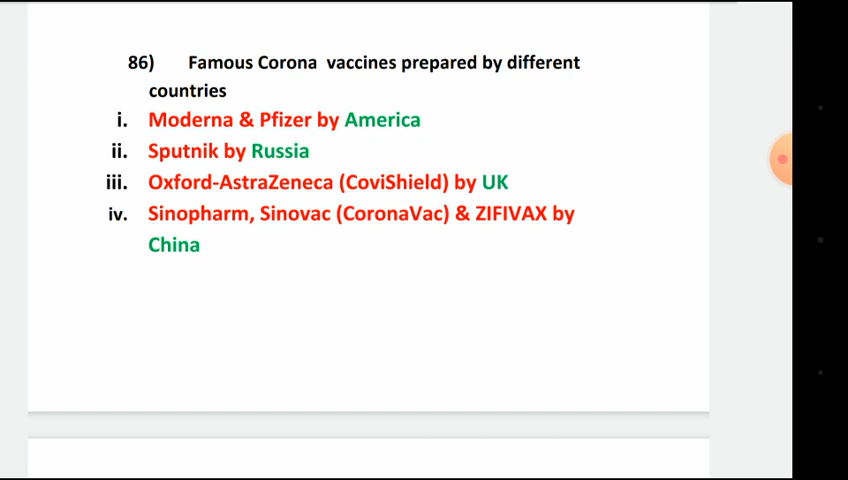 86) Famous Corona vaccines prepared by different
countries
i. Moderna & Pfizer by America
ii. Sputnik by Russia
iii. Oxford-AstraZeneca (CoviShield) by UK
iv. Sinopharm, Sinovac (CoronaVac) & ZIFIVAX by
China